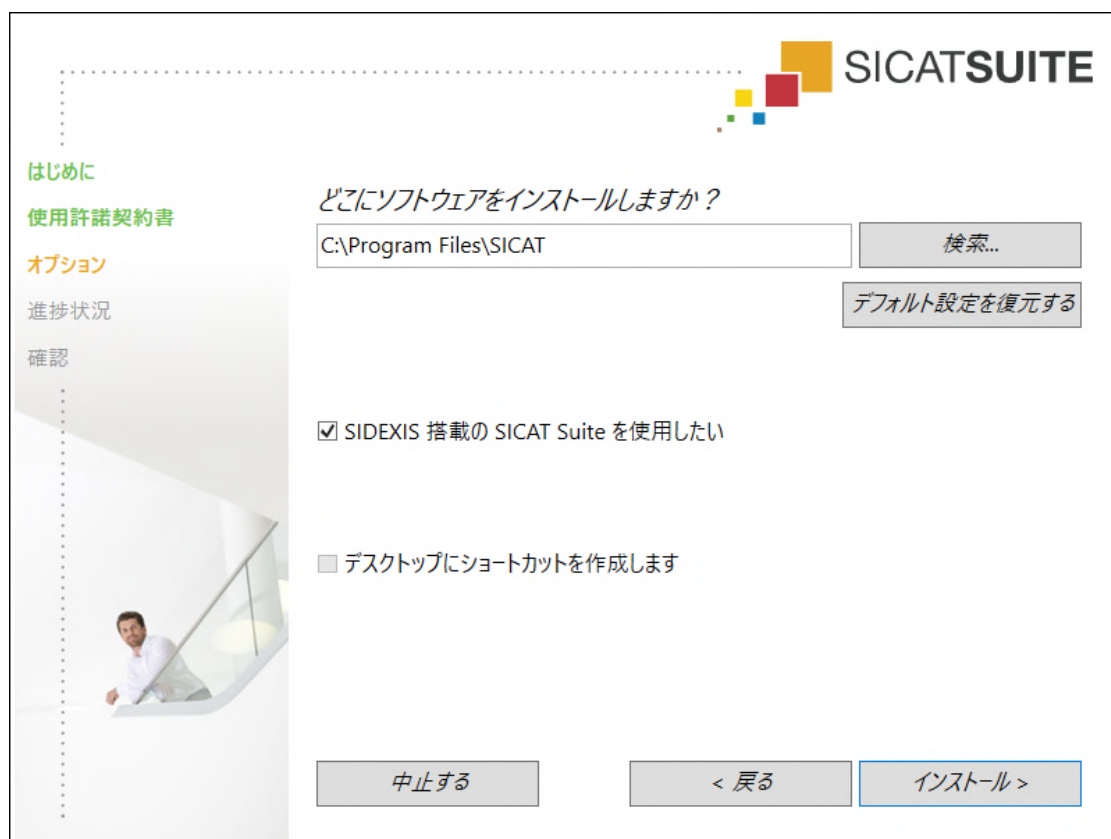 SICATSUITE
はじめに
使用許諾契約書
オプション
進捗状況
確認
どこにソフトウェアをインストールしますか？
C:\Program Files\SICAT
検索...
デフォルト設定を復元する
SIDEXIS 搭載の SICAT Suite を使用したい
デスクトップにショートカットを作成します
中止する
< 戻る
インストール >